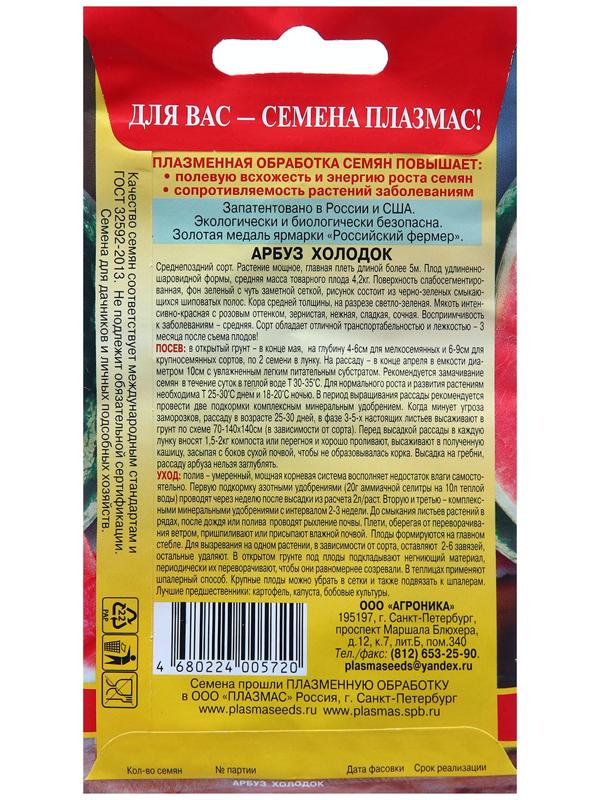 ДЛЯ ВАС — СЕМЕНА ПЛАЗМАС!
ПЛАЗМЕННАЯ ОБРАБОТКА СЕМЯН ПОВЫШАЕТ:
• полевую всхожесть и энергию роста семян
• сопротивляемость растений заболеваниям
Запатентовано в России и США.
Экологически и биологически безопасна.
Золотая медаль ярмарки «Российский фермер».
АРБУЗ ХОЛОДОК
Среднепоздний сорт. Растение мощное, главная плеть длиной более 5м. Плод удлиненно-
шаровидной формы, средняя масса товарного плода 4,2кг. Поверхность слабосегментиро-
ванная, фон зеленый с чуть заметной сеткой, рисунок состоит из черно-зеленых смыкаю-
щихся шиповатых полос. Кора средней толщины, на разрезе светло-зеленая. Мякоть интен-
сивно-красная с розовым оттенком, зернистая, нежная, сладкая, сочная. Восприимчивость
к заболеваниям – средняя. Сорт обладает отличной транспортабельностью и лежкостью – 3
месяца после съема плодов!
ПОСЕВ: в открытый грунт - в конце мая, на глубину 4-6см для мелкосемянных и 6-9см для
крупносемянных сортов, по 2 семени в лунку. На рассаду – в конце апреля в емкости диа-
метром 10см с увлажненным легким питательным субстратом. Рекомендуется замачивание
семян в течение суток в теплой воде Т 30-35°С. Для нормального роста и развития растениям
необходима Т 25-30°С днем и 18-20°С ночью. В период выращивания рассады рекомендуется
провести две подкормки комплексным минеральным удобрением. Когда минует угроза
заморозков, рассаду в возрасте 25-30 дней, в фазе 3-5-х настоящих листьев высаживают в
грунт по схеме 70-140х140см (в зависимости от сорта). Перед высадкой рассады в каждую
лунку вносят 1,5-2кг компоста или перегноя и хорошо проливают, высаживают в полученную
кашицу, засыпая с боков сухой почвой, чтобы не образовывалась корка. Высадка на гребни,
рассаду арбуза нельзя заглублять.
УХОД: полив – умеренный, мощная корневая система восполняет недостаток влаги самосто-
ятельно. Первую подкормку азотными удобрениями (20г аммиачной селитры на 10л теплой
воды) проводят через неделю после высадки из расчета 2л/раст. Вторую и третью – комплекс-
ными минеральными удобрениями с интервалом 2-3 недели. До смыкания листьев растений в
рядах, после дождя или полива проводят рыхление почвы. Плети, оберегая от переворачива-
ния ветром, пришпиливают или присыпают влажной почвой. Плоды формируются на главном
стебле. Для вызревания на одном растении, в зависимости от сорта, оставляют 2-6 завязей,
остальные удаляют. В открытом грунте под плоды подкладывают негниющий материал,
периодически их переворачивают, чтобы они равномернее созревали. В теплицах применяют
шпалерный способ. Крупные плоды можно убрать в сетки и также подвязать к шпалерам.
Лучшие предшественники: картофель, капуста, бобовые культуры.
Качество семян соответствует международным стандартам и
ГОСТ 32592-2013. Не подлежит обязательной сертификации.
Семена для дачников и личных подсобных хозяйств.
22
PAP
4 680224 005720
ООО «АГРОНИКА»
195197, г. Санкт-Петербург,
проспект Маршала Блюхера,
д.12, к.7, лит.Б, пом.340
Тел./факс: (812) 653-25-90.
plasmaseeds@yandex.ru
Семена прошли ПЛАЗМЕННУЮ ОБРАБОТКУ
в ООО «ПЛАЗМАС» Россия, г. Санкт-Петербург
www.plasmaseeds.ru / www.plasmas.spb.ru
Кол-во семян № партии Дата фасовки Срок реализации
АРБУЗ ХОЛОДОК